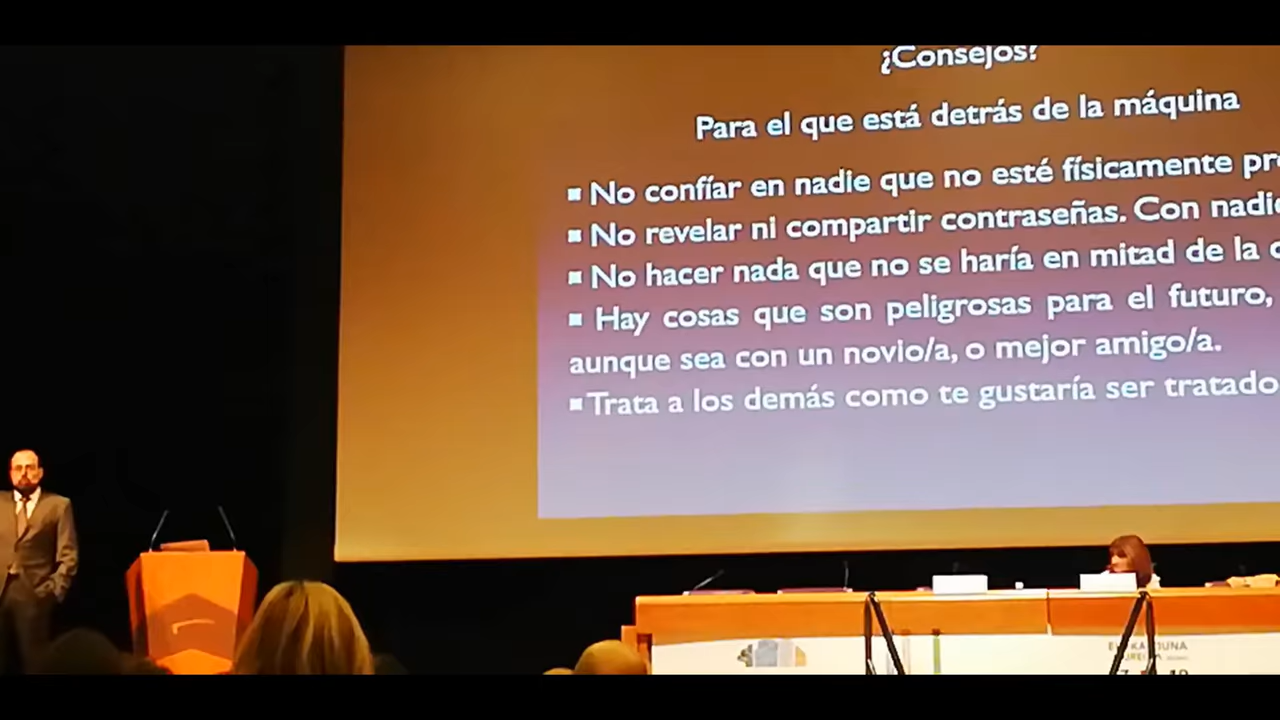 ¿Consejos?
Para el que está detrás de la máquina
▪ No confíar en nadie que no esté físicamente
▪ No revelar ni compartir contraseñas. Con
▪ No hacer nada que no se haría en mitad de la
▪ Hay cosas que son peligrosas para el futuro,
aunque sea con un novio/a, o mejor amigo/a.
▪ Trata a los demás como te gustaría ser tratado